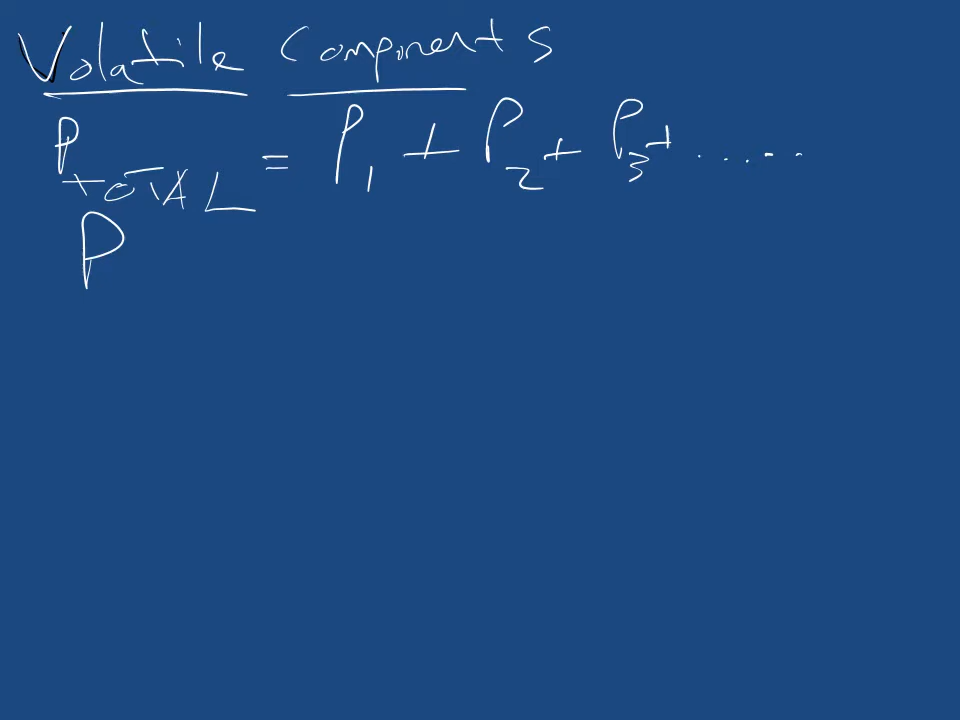 Volatile Components
P_TOTAL = P_1 + P_2 + P_3 + .....
P